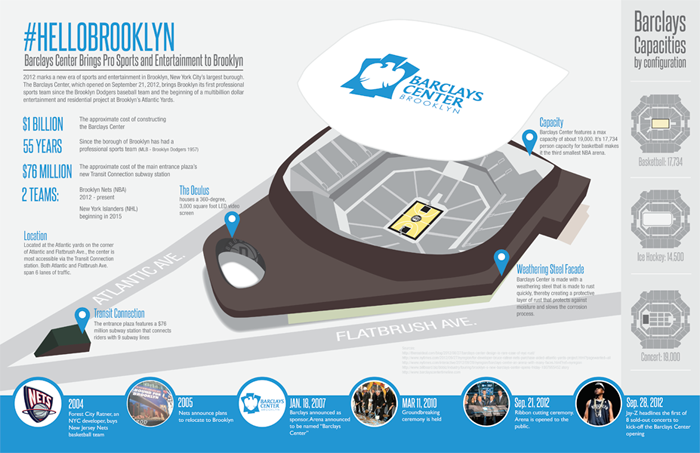 #HELLOBROOKLYN
Barclays Center Brings Pro Sports and Entertainment to Brooklyn
2012 marks a new era of sports and entertainment in Brooklyn, New York City's largest borough.
The Barclays Center, which opened on September 21, 2012, brings Brooklyn its first professional
sports team since the Brooklyn Dodgers baseball team and the beginning of a multibillion dollar
entertainment and residential project at Brooklyn's Atlantic Yards.
$1 BILLION
The approximate cost of constructing
the Barclays Center
55 YEARS
Since the borough of Brooklyn has had a
professional sports team (MLB - Brooklyn Dodgers 1957)
$76 MILLION
The approximate cost of the main entrance plaza's
new Transit Connection subway station
2 TEAMS:
Brooklyn Nets (NBA)
2012 - present
New York Islanders (NHL)
beginning in 2015
Location
Located at the Atlantic yards on the corner
of Atlantic and Flatbush Ave., the center is
most accessible via the Transit Connection
station. Both Atlantic and Flatbrush Ave.
span 6 lanes of traffic.
BARCLAYS
CENTER
BROOKLYN
The Oculus
houses a 360-degree,
3,000 square foot LED video
screen
Capacity
Barclays Center features a max
capacity of about 19,000. It's 17,734
person capacity for basketball makes
it the third smallest NBA arena.
Weathering Steel Facade
Barclays Center is made with a
weathering steel that is made to rust
quickly, thereby creating a protective
layer of rust that protects against
moisture and slows the corrosion
process.
Transit Connection
The entrance plaza features a $76
million subway station that connects
riders with 9 subway lines
ATLANTIC AVE.
FLATBRUSH AVE.
Barclays
Capacities
by configuration
Basketball: 17,734
Ice Hockey: 14,500
Concert: 19,000
NETS
2004
Forest City Ratner, an
NYC developer, buys
New Jersey Nets
basketball team
2005
Nets announce plans
to relocate to Brooklyn
BARCLAYS
CENTER
JAN. 18, 2007
Barclays announced as
sponsor. Arena announced
to be named "Barclays
Center"
MAR 11, 2010
Groundbreaking
ceremony is held
Sep. 21, 2012
Ribbon cutting ceremony.
Arena is opened to the
public.
Sep. 28, 2012
Jay-Z headlines the first of
8 sold-out concerts to
kick-off the Barclays Center
opening